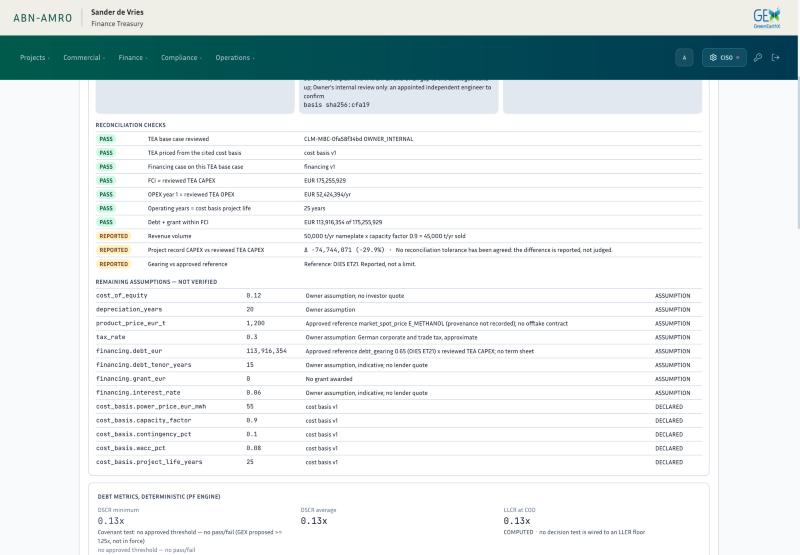 ABN-AMRO
Sander de Vries
Finance Treasury
GEX
GreenEarthX
Projects
Commercial
Finance
Compliance
Operations
A
CISO
up; Owner's internal review only: an appointed independent engineer to
confirm
basis sha256:cfa19
RECONCILIATION CHECKS
PASS TEA base case reviewed CLM-MBC-0fa58f34bd OWNER_INTERNAL
PASS TEA priced from the cited cost basis cost basis v1
PASS Financing case on this TEA base case financing v1
PASS FCI = reviewed TEA CAPEX EUR 175,255,929
PASS OPEX year 1 = reviewed TEA OPEX EUR 52,424,394/yr
PASS Operating years = cost basis project life 25 years
PASS Debt + grant within FCI EUR 113,916,354 of 175,255,929
REPORTED Revenue volume 50,000 t/yr nameplate x capacity factor 0.9 = 45,000 t/yr sold
REPORTED Project record CAPEX vs reviewed TEA CAPEX Δ -74,744,071 (-29.9%) · No reconciliation tolerance has been agreed: the difference is reported, not judged.
REPORTED Gearing vs approved reference Reference: OIES ET21. Reported, not a limit.
REMAINING ASSUMPTIONS — NOT VERIFIED
cost_of_equity 0.12 Owner assumption, no investor quote ASSUMPTION
depreciation_years 20 Owner assumption ASSUMPTION
product_price_eur_t 1,200 Approved reference market_spot_price E_METHANOL (provenance not recorded); no offtake contract ASSUMPTION
tax_rate 0.3 Owner assumption: German corporate and trade tax, approximate ASSUMPTION
financing.debt_eur 113,916,354 Approved reference debt_gearing 0.65 (OIES ET21) x reviewed TEA CAPEX; no term sheet ASSUMPTION
financing.debt_tenor_years 15 Owner assumption, indicative; no lender quote ASSUMPTION
financing.grant_eur 0 No grant awarded ASSUMPTION
financing.interest_rate 0.06 Owner assumption, indicative; no lender quote ASSUMPTION
cost_basis.power_price_eur_mwh 55 cost basis v1 DECLARED
cost_basis.capacity_factor 0.9 cost basis v1 DECLARED
cost_basis.contingency_pct 0.1 cost basis v1 DECLARED
cost_basis.wacc_pct 0.08 cost basis v1 DECLARED
cost_basis.project_life_years 25 cost basis v1 DECLARED
DEBT METRICS, DETERMINISTIC (PF ENGINE)
DSCR minimum DSCR average LLCR at COD
0.13x 0.13x 0.13x
Covenant test: no approved threshold — no pass/fail (GEX proposed >= COMPUTED · no decision test is wired to an LLCR floor
1.25x, not in force)
no approved threshold — no pass/fail